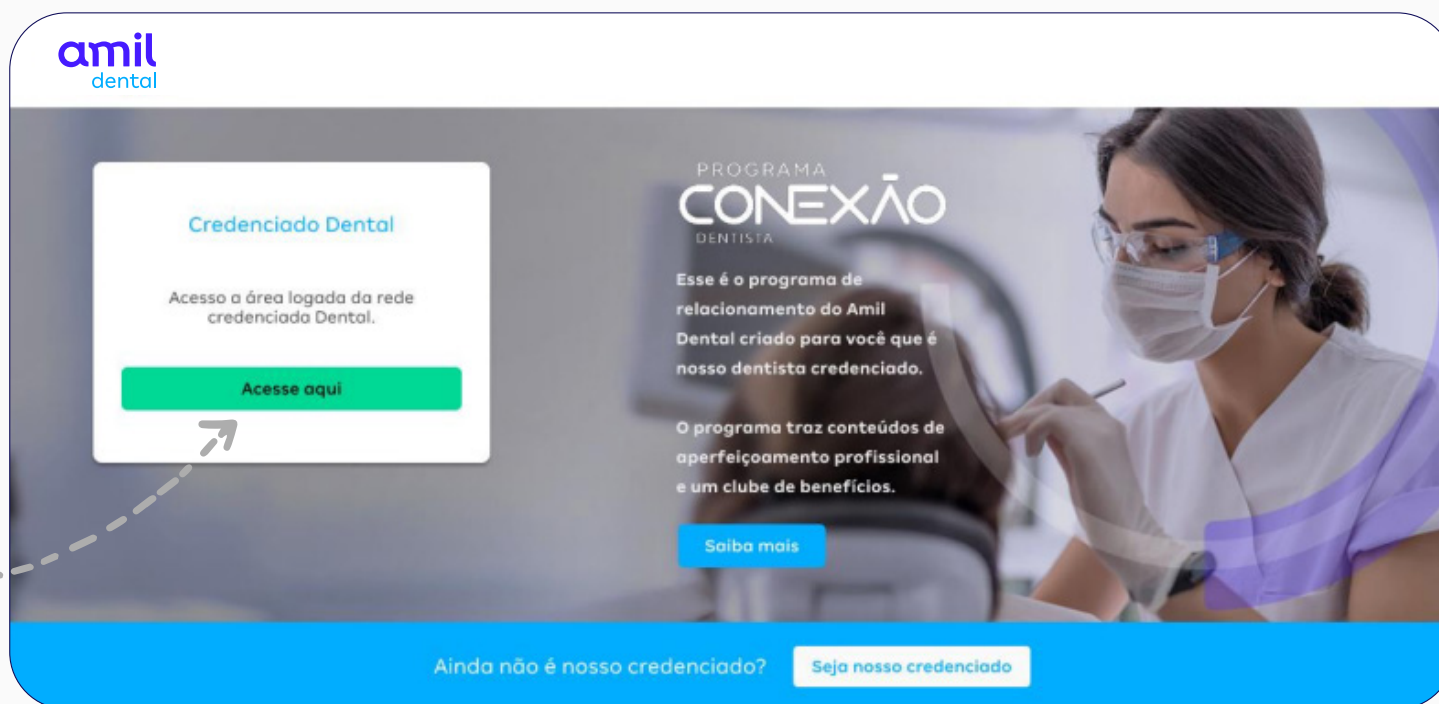 amil
dental
Credenciado Dental
Acesso a área logada da rede
credenciada Dental.
Acesse aqui
PROGRAMA
CONEXÃO
DENTISTA
Esse é o programa de
relacionamento do Amil
Dental criado para você que é
nosso dentista credenciado.
O programa traz conteúdos de
aperfeiçoamento profissional
e um clube de benefícios.
Saiba mais
Ainda não é nosso credenciado?
Seja nosso credenciado